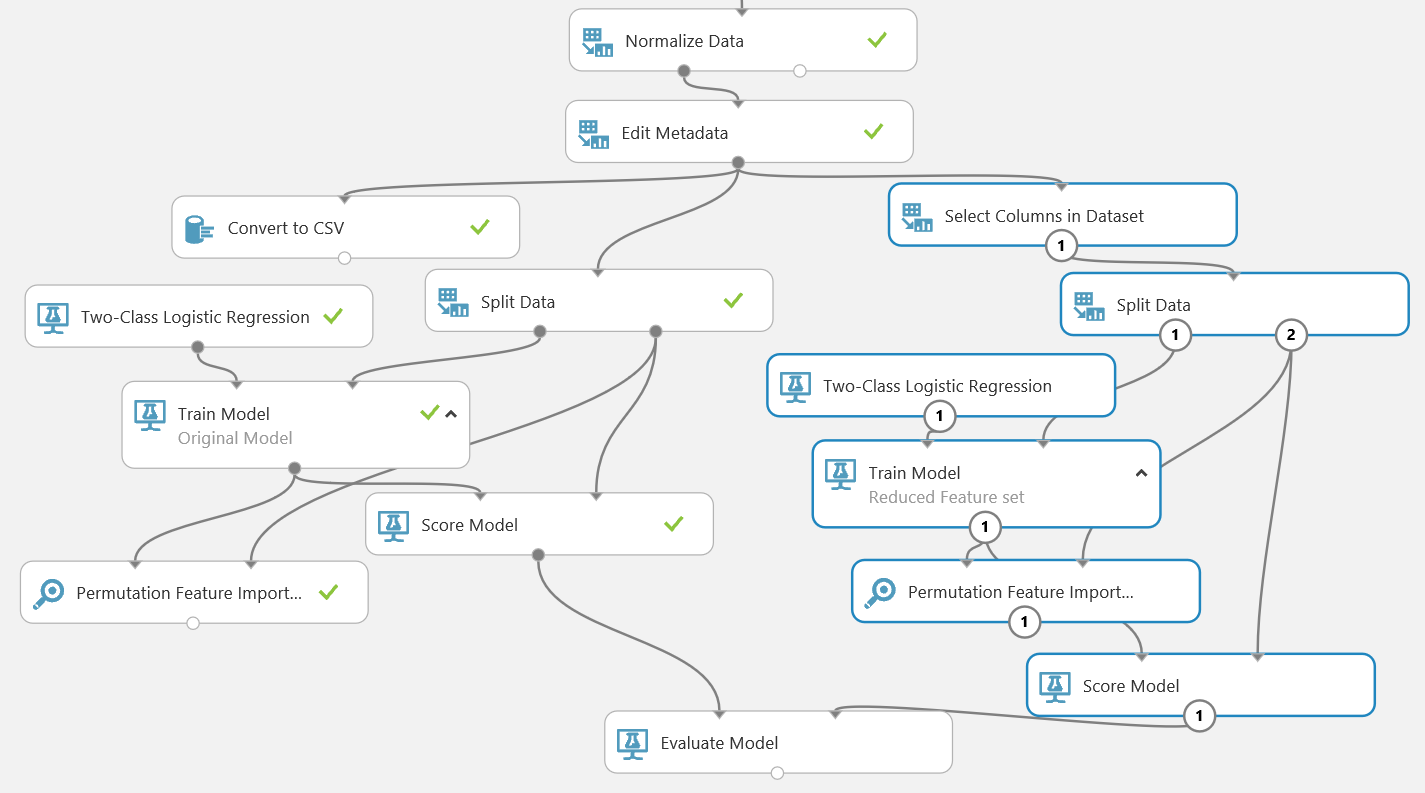 Normalize Data
Edit Metadata
Convert to CSV
Select Columns in Dataset
1
Split Data
Split Data
1
2
Two-Class Logistic Regression
Two-Class Logistic Regression
1
Train Model
Original Model
Train Model
Reduced Feature set
1
Score Model
Permutation Feature Import...
Permutation Feature Import...
1
Score Model
1
Evaluate Model